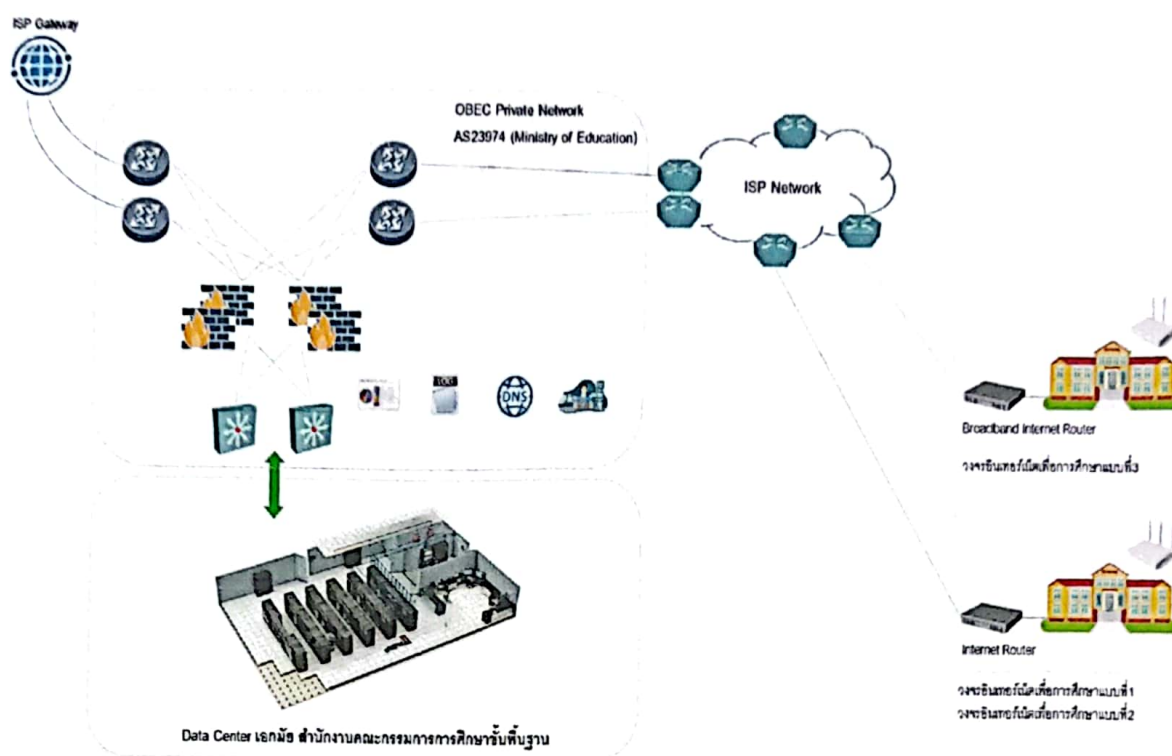 ISP Gateway
OBEC Private Network
AS23974 (Ministry of Education)
ISP Network
LOG
DNS
Broadband Internet Router
วงจรอินเทอร์เน็ตเพื่อการศึกษาแบบที่3
Internet Router
วงจรอินเทอร์เน็ตเพื่อการศึกษาแบบที่1
วงจรอินเทอร์เน็ตเพื่อการศึกษาแบบที่2
Data Center เอกมัย สำนักงานคณะกรรมการการศึกษาขั้นพื้นฐาน